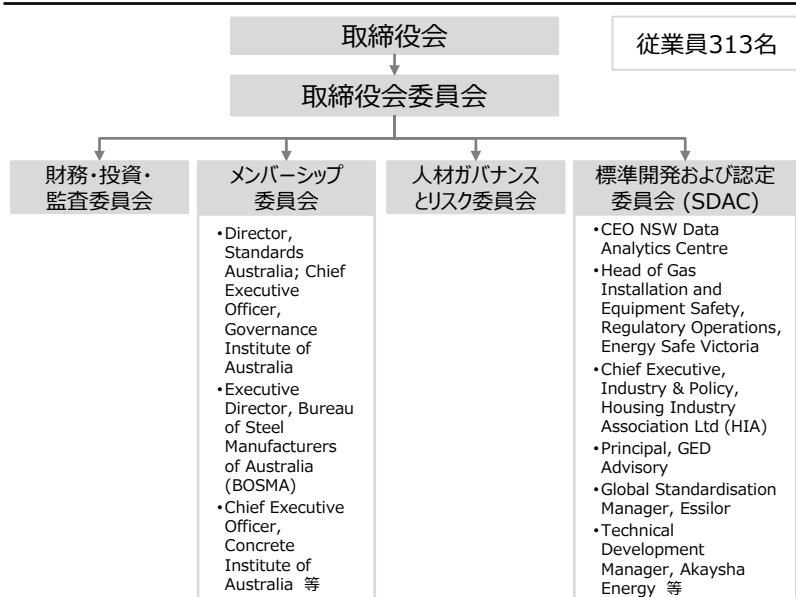 取締役会
従業員313名
取締役会委員会
財務・投資・
監査委員会
メンバーシップ
委員会
•Director,
Standards
Australia; Chief
Executive
Officer,
Governance
Institute of
Australia
•Executive
Director, Bureau
of Steel
Manufacturers
of Australia
(BOSMA)
•Chief Executive
Officer,
Concrete
Institute of
Australia 等
人材ガバナンス
とリスク委員会
標準開発および認定
委員会 (SDAC)
•CEO NSW Data
Analytics Centre
•Head of Gas
Installation and
Equipment Safety,
Regulatory Operations,
Energy Safe Victoria
•Chief Executive,
Industry & Policy,
Housing Industry
Association Ltd (HIA)
•Principal, GED
Advisory
•Global Standardisation
Manager, Essilor
•Technical
Development
Manager, Akaysha
Energy 等